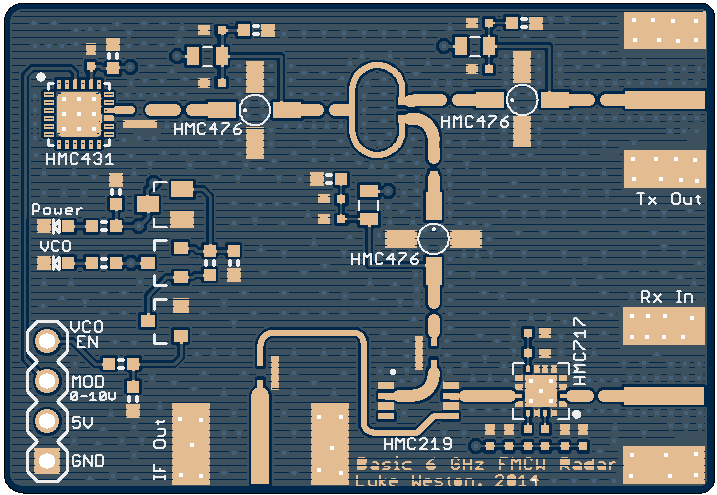 HMC476
HMC476
HMC431
Tx Out
Power
VCO
HMC476
Rx In
VCO
EN
HMC717
MOD
0-10V
5V
IF Out
HMC219
GND
Basic 6 GHz FMCW Radar
Luke Weston, 2014